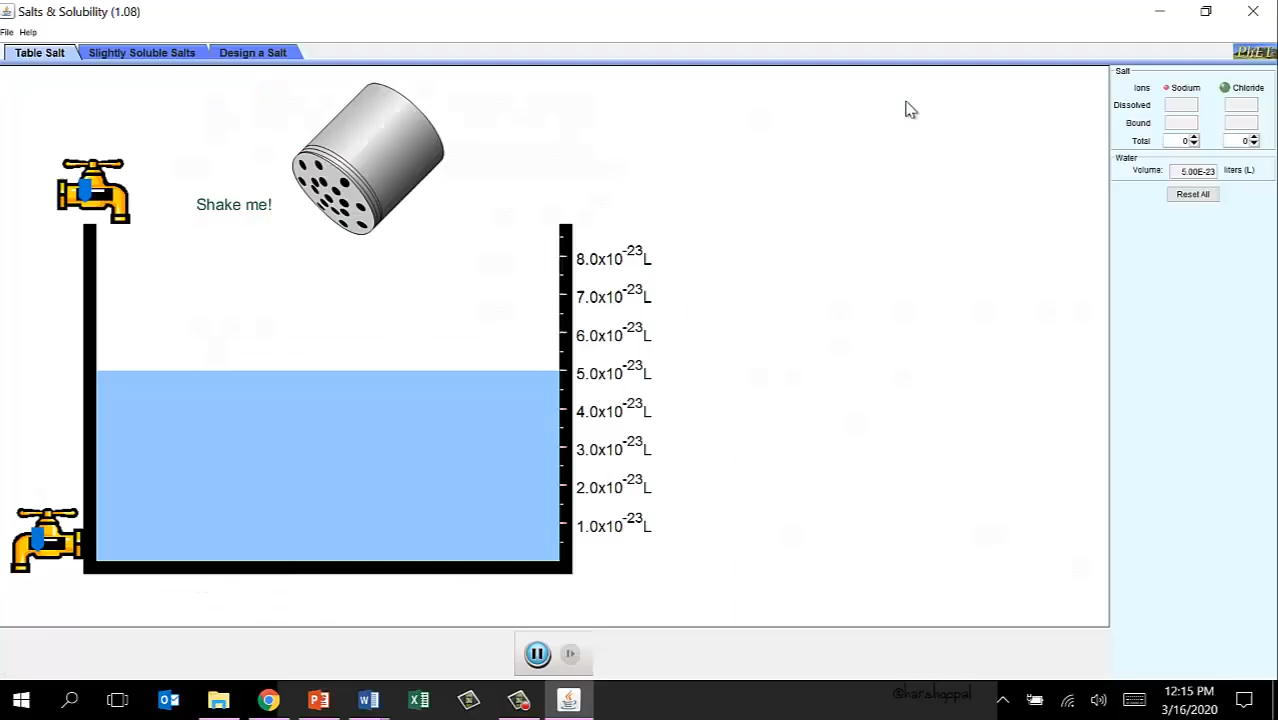 Salts & Solubility (1.08)
File Help
Table Salt Slightly Soluble Salts Design a Salt
PhET
Salt
Ions Sodium Chloride
Dissolved
Bound
Total 0 0
Water
Volume: 5.00E-23 liters (L)
Reset All
Shake me!
8.0x10⁻²³L
7.0x10⁻²³L
6.0x10⁻²³L
5.0x10⁻²³L
4.0x10⁻²³L
3.0x10⁻²³L
2.0x10⁻²³L
1.0x10⁻²³L
@harshappal
12:15 PM
3/16/2020